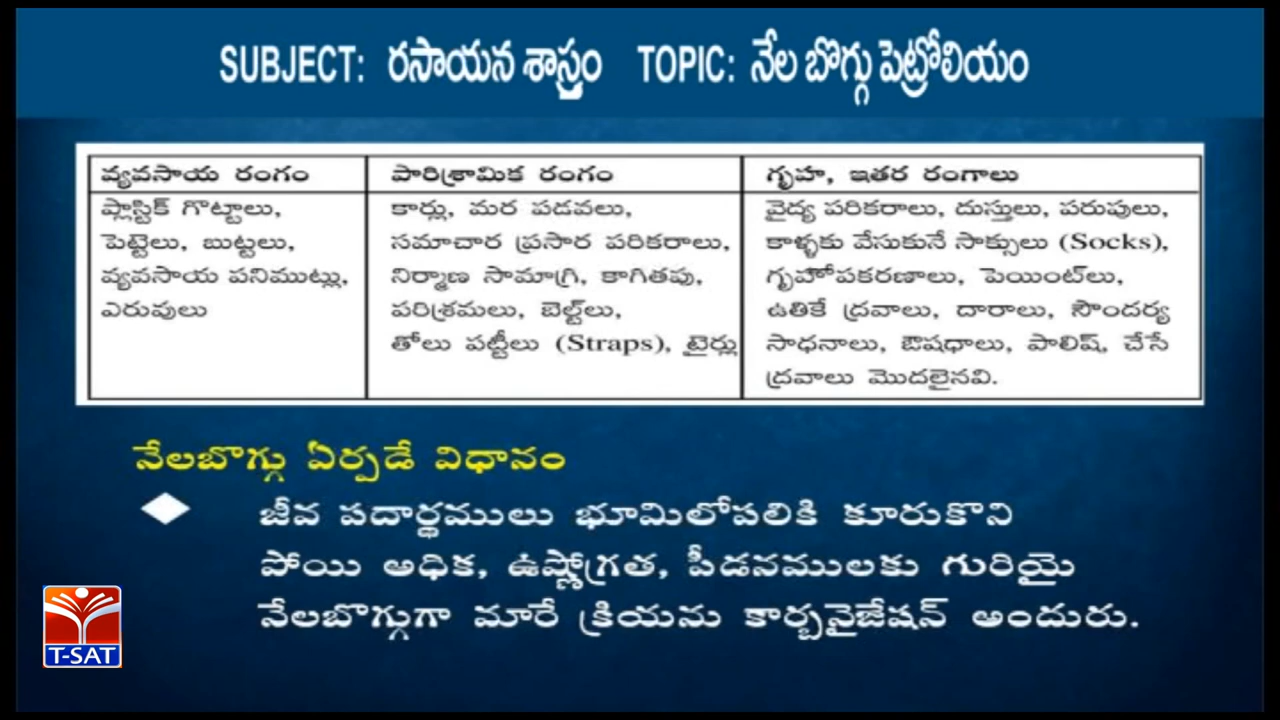 SUBJECT: రసాయన శాస్త్రం TOPIC: నేల బొగ్గు పెట్రోలియం
వ్యవసాయ రంగం
ప్లాస్టిక్ గొట్టాలు,
పెట్టెలు, బుట్టలు,
వ్యవసాయ పనిముట్లు,
ఎరువులు
పారిశ్రామిక రంగం
కార్లు, మర పడవలు,
సమాచార ప్రసార పరికరాలు,
నిర్మాణ సామాగ్రి, కాగితపు,
పరిశ్రమలు, బెల్ట్‌లు,
తోలు పట్టీలు (Straps), టైర్లు
గృహ, ఇతర రంగాలు
వైద్య పరికరాలు, దుస్తులు, పరుపులు,
కాళ్ళకు వేసుకునే సాక్సులు (Socks),
గృహోపకరణాలు, పెయింట్‌లు,
ఉతికే ద్రవాలు, దారాలు, సౌందర్య
సాధనాలు, ఔషధాలు, పాలిష్, చేసే
ద్రవాలు మొదలైనవి.
నేలబొగ్గు ఏర్పడే విధానం
జీవ పదార్థములు భూమిలోపలికి కూరుకొని
పోయి అధిక, ఉష్ణోగ్రత, పీడనములకు గురియై
నేలబొగ్గుగా మారే క్రియను కార్బనైజేషన్ అందురు.
T-SAT